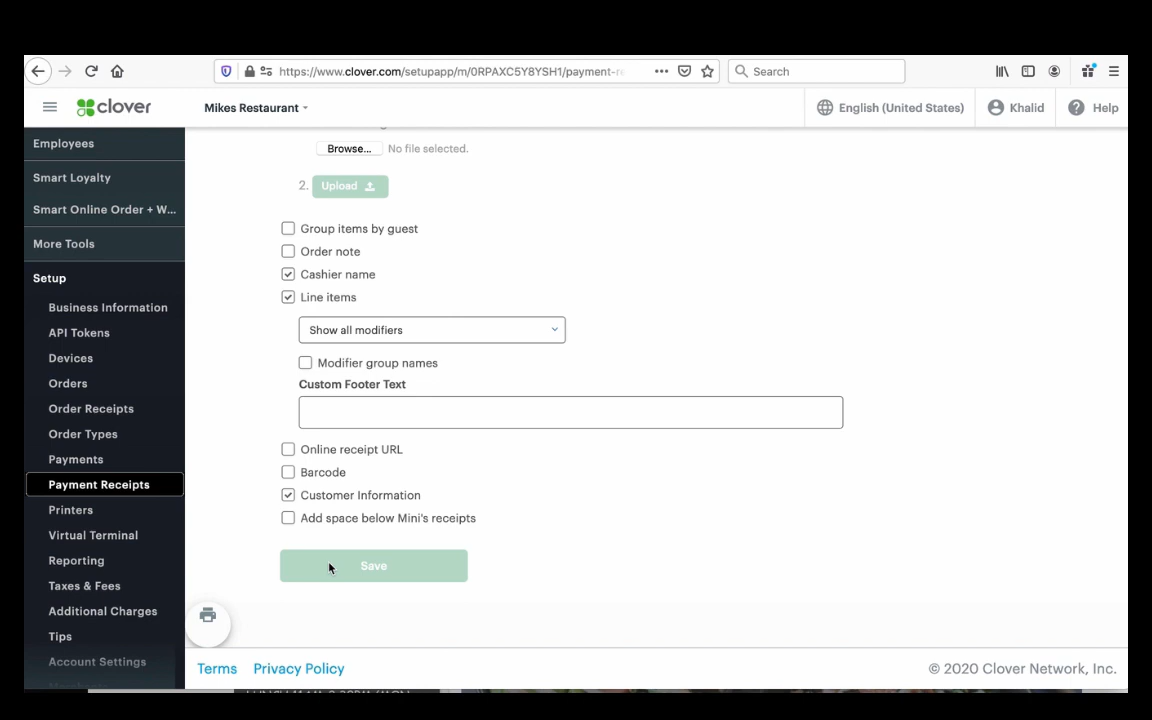 https://www.clover.com/setupapp/m/0RPAXC5Y8YSH1/payment-r
Search
clover
Mikes Restaurant
English (United States)
Khalid
Help
Employees
Smart Loyalty
Smart Online Order + W...
More Tools
Setup
Business Information
API Tokens
Devices
Orders
Order Receipts
Order Types
Payments
Payment Receipts
Printers
Virtual Terminal
Reporting
Taxes & Fees
Additional Charges
Tips
Account Settings
Browse... No file selected.
2. Upload
Group items by guest
Order note
Cashier name
Line items
Show all modifiers
Modifier group names
Custom Footer Text
Online receipt URL
Barcode
Customer Information
Add space below Mini's receipts
Save
Terms Privacy Policy
© 2020 Clover Network, Inc.